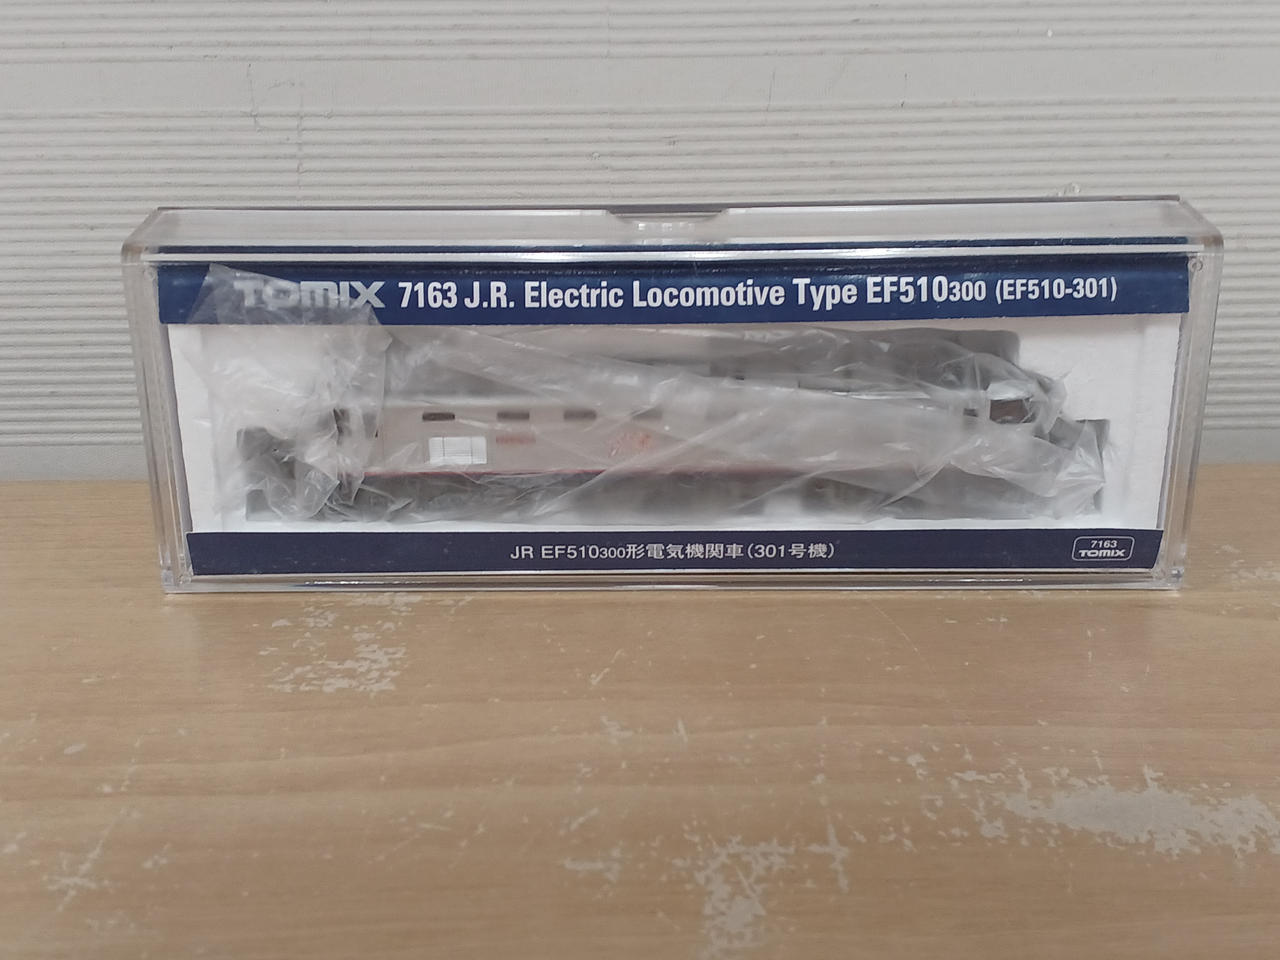 TOMIX 7163 J.R. Electric Locomotive Type EF510300 (EF510-301)
JR EF510300形電気機関車(301号機)
7163
TOMIX